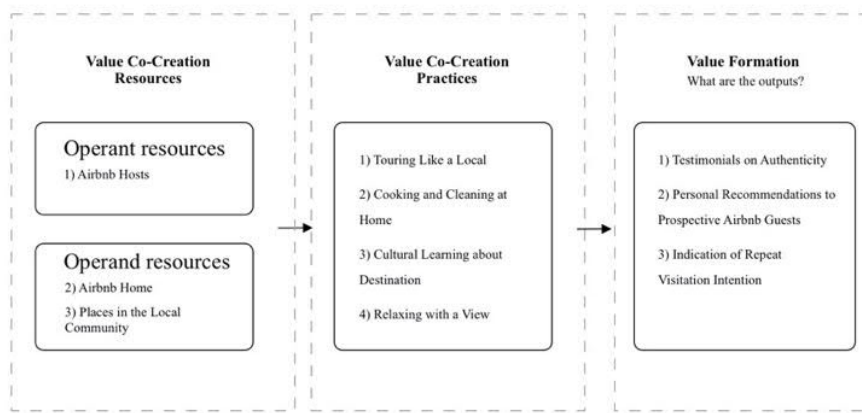 Value Co-Creation
Resources
Operant resources
1) Airbnb Hosts
Operand resources
2) Airbnb Home
3) Places in the Local
Community
Value Co-Creation
Practices
1) Touring Like a Local
2) Cooking and Cleaning at
Home
3) Cultural Learning about
Destination
4) Relaxing with a View
Value Formation
What are the outputs?
1) Testimonials on Authenticity
2) Personal Recommendations to
Prospective Airbnb Guests
3) Indication of Repeat
Visitation Intention